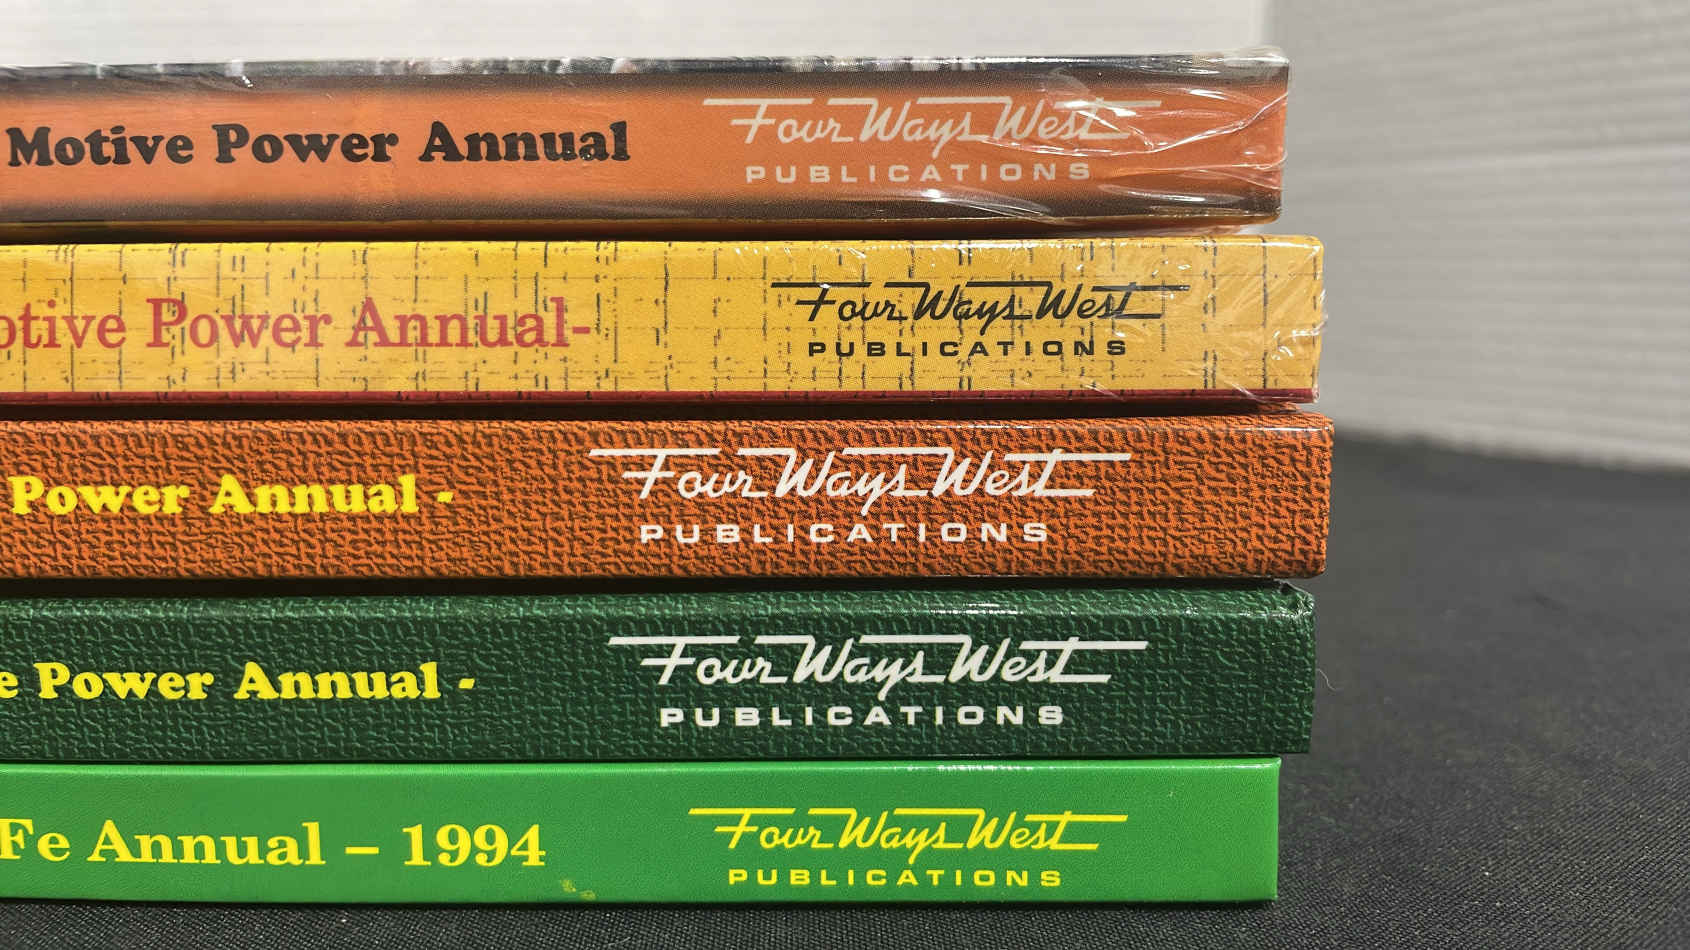 Motive Power Annual Four Ways West
PUBLICATIONS
otive Power Annual- Four Ways West
PUBLICATIONS
Power Annual - Four Ways West
PUBLICATIONS
e Power Annual - Four Ways West
PUBLICATIONS
Fe Annual – 1994 Four Ways West
PUBLICATIONS